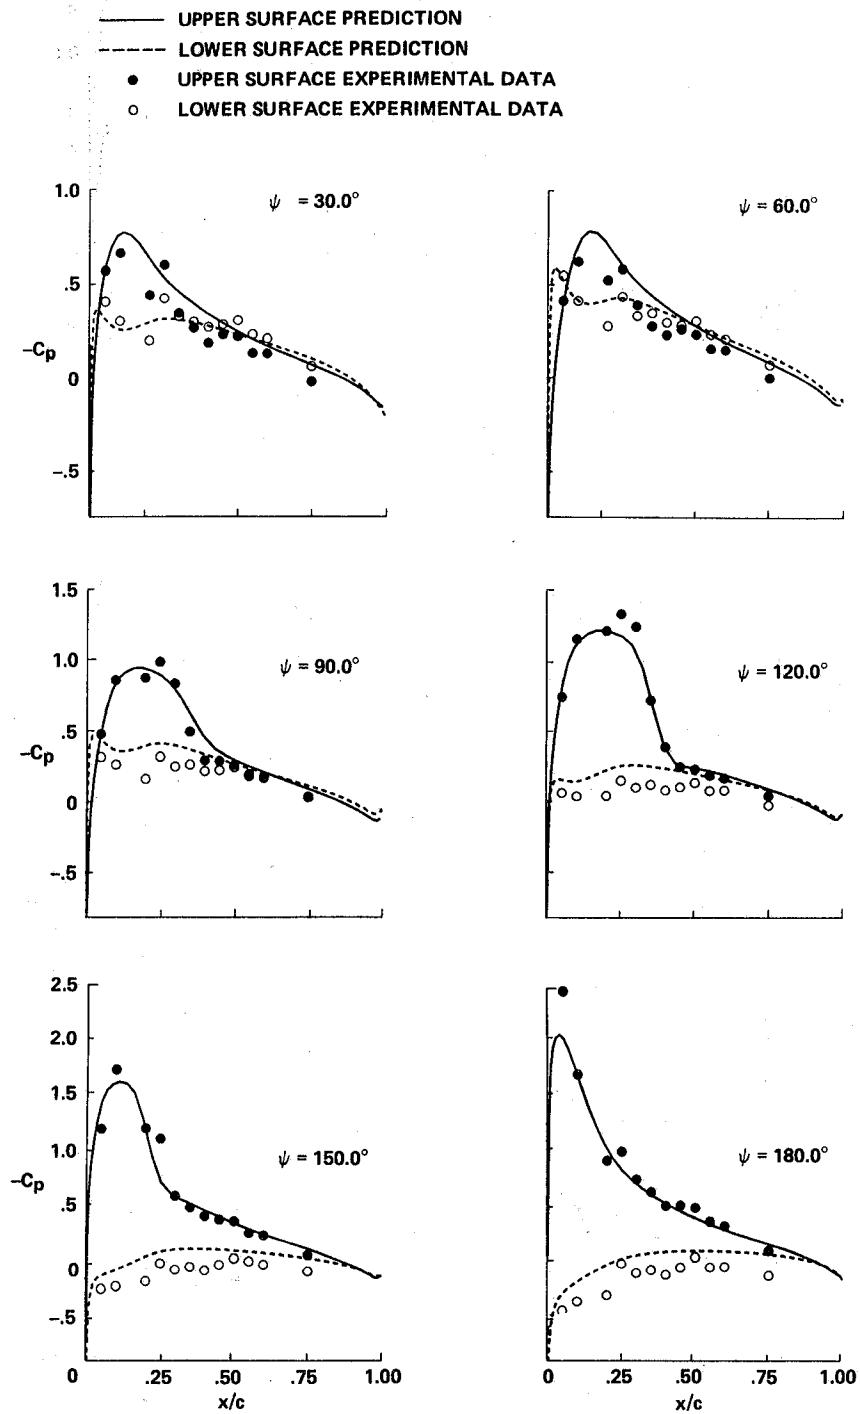 UPPER SURFACE PREDICTION
LOWER SURFACE PREDICTION
UPPER SURFACE EXPERIMENTAL DATA
LOWER SURFACE EXPERIMENTAL DATA
1.0
.5
–Cp
0
–.5
ψ = 30.0°
ψ = 60.0°
1.5
1.0
.5
–Cp
0
–.5
ψ = 90.0°
ψ = 120.0°
2.5
2.0
1.5
1.0
–Cp
.5
0
–.5
ψ = 150.0°
ψ = 180.0°
0 .25 .50 .75 1.00
x/c
0 .25 .50 .75 1.00
x/c